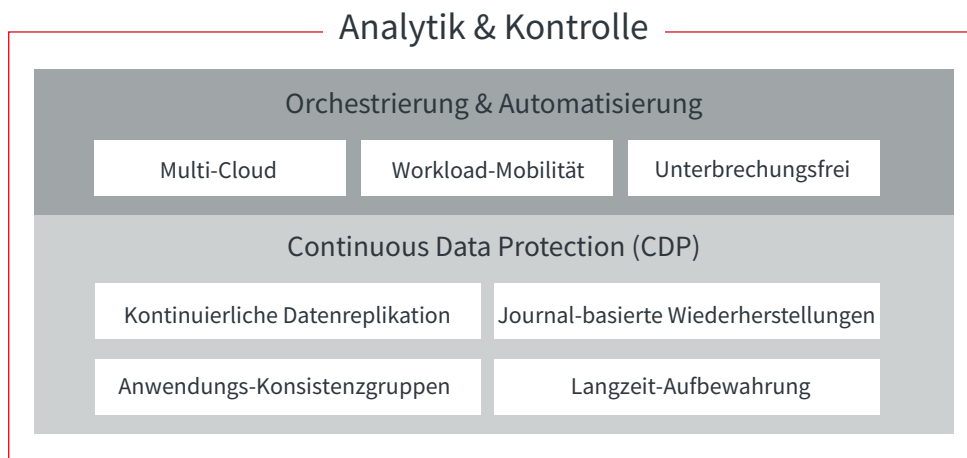 Analytik & Kontrolle
Orchestrierung & Automatisierung
Multi-Cloud
Workload-Mobilität
Unterbrechungsfrei
Continuous Data Protection (CDP)
Kontinuierliche Datenreplikation
Journal-basierte Wiederherstellungen
Anwendungs-Konsistenzgruppen
Langzeit-Aufbewahrung